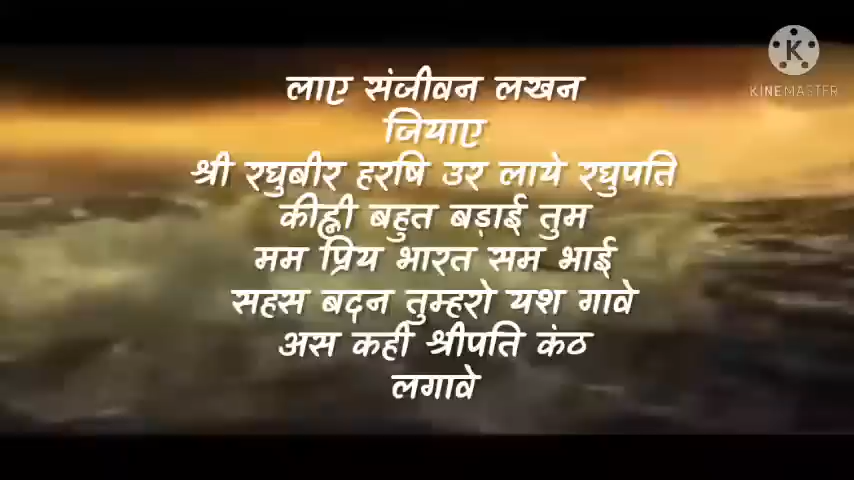 लाए संजीवन लखन
जियाए
श्री रघुबीर हरषि उर लाये रघुपति
कीह्नी बहुत बड़ाई तुम
मम प्रिय भारत सम भाई
सहस बदन तुम्हरो यश गावे
अस कही श्रीपति कंठ
लगावे
K
KINEMASTER